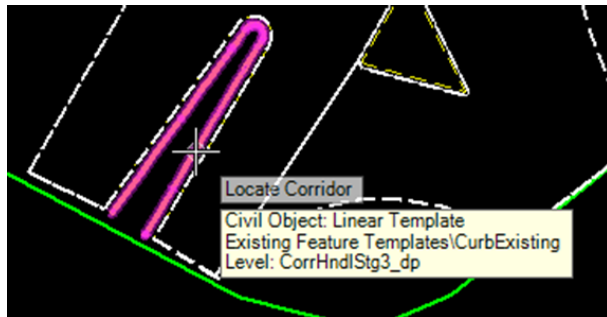 Locate Corridor
Civil Object: Linear Template
Existing Feature Templates\CurbExisting
Level: CorrHndlStg3_dp